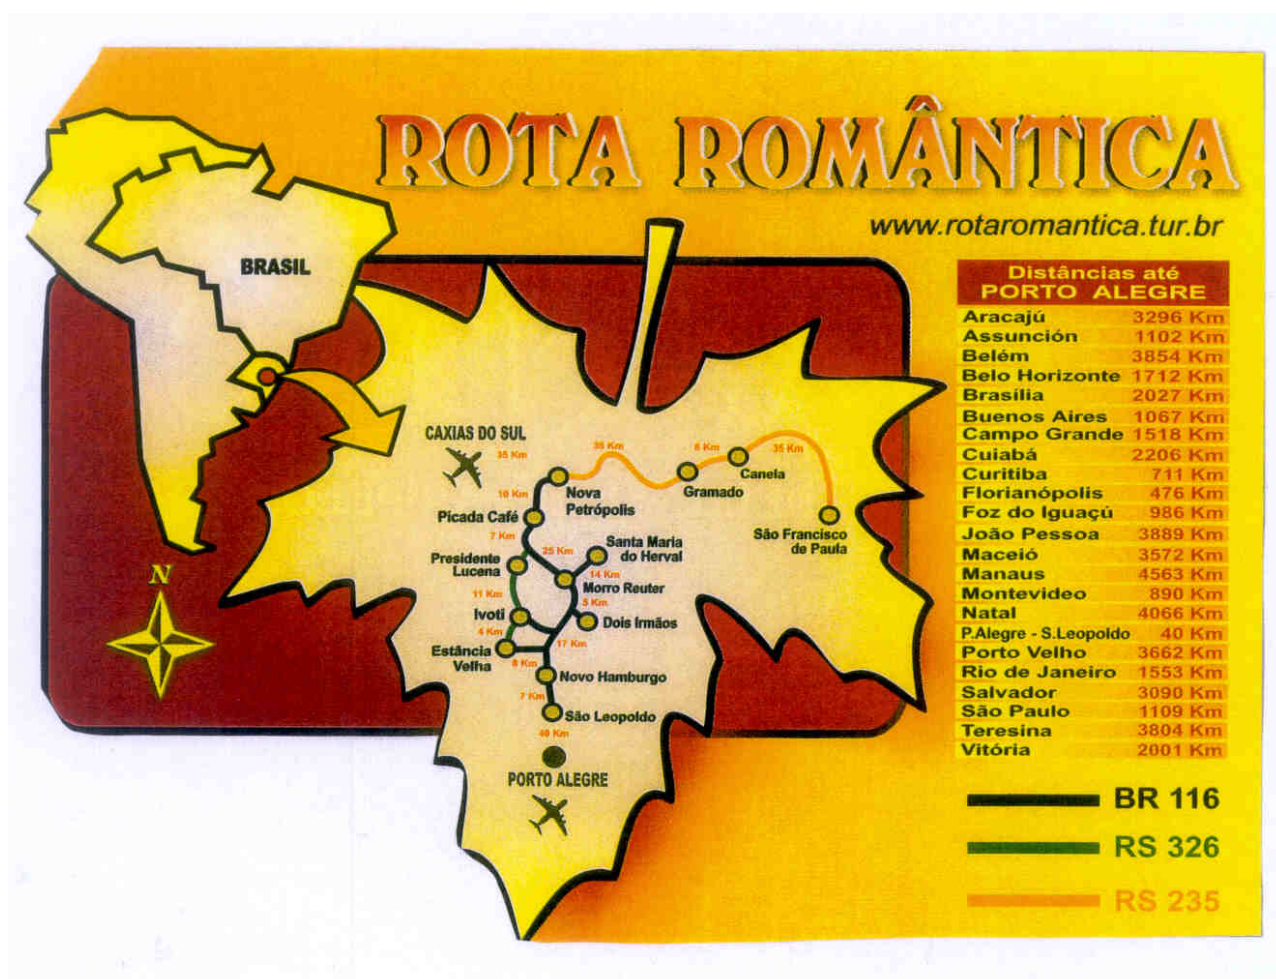 ROTA ROMÂNTICA
www.rotaromantica.tur.br
BRASIL
N
CAXIAS DO SUL
35 Km
36 Km
6 Km
35 Km
Canela
Gramado
Nova
Petrópolis
10 Km
Picada Café
São Francisco
de Paula
7 Km
Santa Maria
do Herval
25 Km
Presidente
Lucena
14 Km
Morro Reuter
11 Km
5 Km
Ivoti
Dois Irmãos
4 Km
17 Km
Estância
Velha
8 Km
Novo Hamburgo
7 Km
São Leopoldo
40 Km
PORTO ALEGRE
Distâncias até
PORTO ALEGRE
Aracajú 3296 Km
Assunción 1102 Km
Belém 3854 Km
Belo Horizonte 1712 Km
Brasília 2027 Km
Buenos Aires 1067 Km
Campo Grande 1518 Km
Cuiabá 2206 Km
Curitiba 711 Km
Florianópolis 476 Km
Foz do Iguaçú 986 Km
João Pessoa 3889 Km
Maceió 3572 Km
Manaus 4563 Km
Montevideo 890 Km
Natal 4066 Km
P.Alegre - S.Leopoldo 40 Km
Porto Velho 3662 Km
Rio de Janeiro 1553 Km
Salvador 3090 Km
São Paulo 1109 Km
Teresina 3804 Km
Vitória 2001 Km
BR 116
RS 326
RS 235